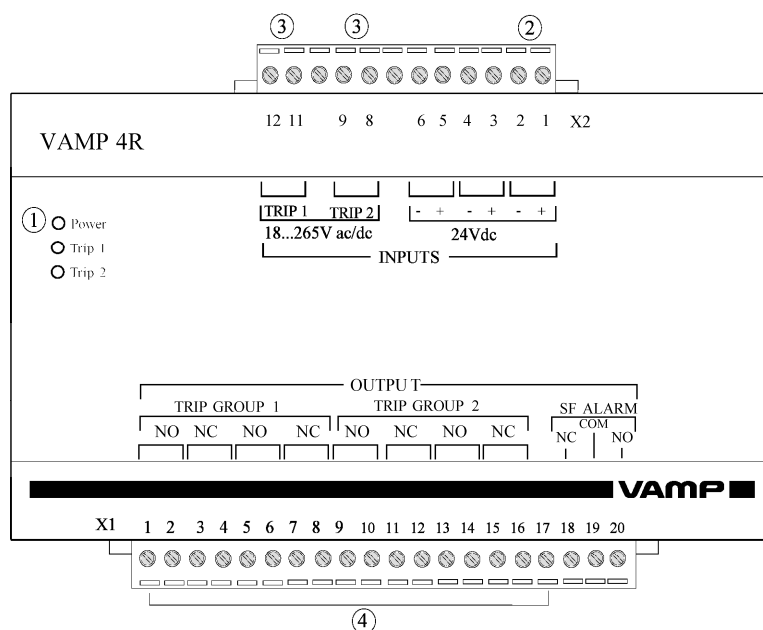 ③ ③ ②
12 11 9 8 6 5 4 3 2 1 X2
VAMP 4R
TRIP 1 TRIP 2 - + - + - +
18...265V ac/dc 24Vdc
INPUTS
① Power
Trip 1
Trip 2
OUTPUT
TRIP GROUP 1 TRIP GROUP 2 SF ALARM
COM
NO NC NO NC NO NC NO NC NC NO
VAMP
X1 1 2 3 4 5 6 7 8 9 10 11 12 13 14 15 16 17 18 19 20
④